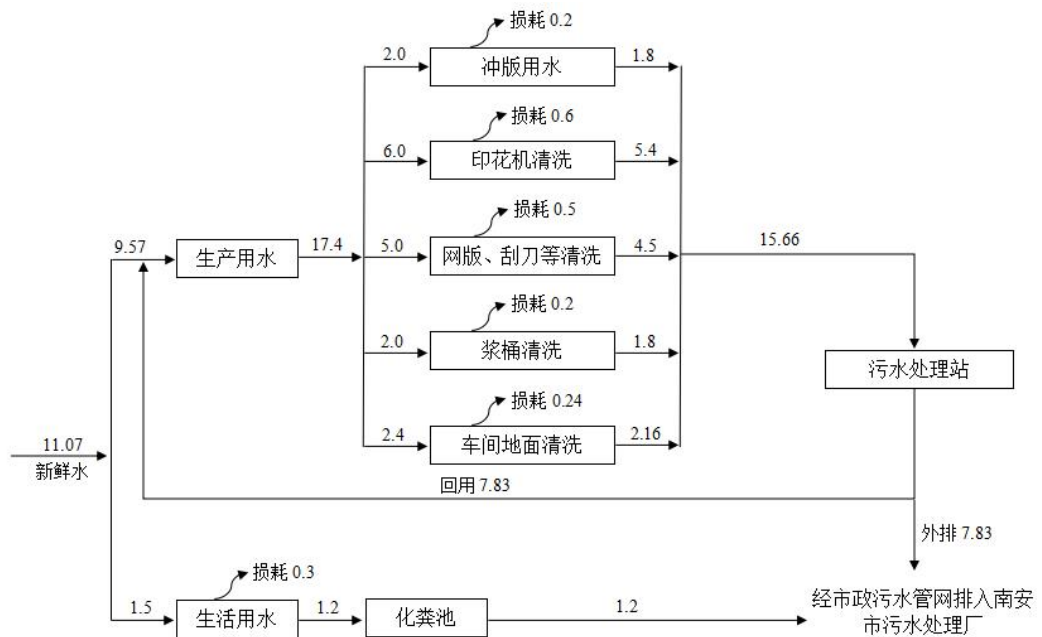 损耗 0.2
2.0
冲版用水
1.8
损耗 0.6
6.0
印花机清洗
5.4
损耗 0.5
9.57
生产用水
17.4
5.0
网版、刮刀等清洗
4.5
15.66
损耗 0.2
2.0
浆桶清洗
1.8
污水处理站
损耗 0.24
2.4
车间地面清洗
2.16
11.07
新鲜水
回用 7.83
外排 7.83
损耗 0.3
1.5
生活用水
1.2
化粪池
1.2
经市政污水管网排入南安
市污水处理厂